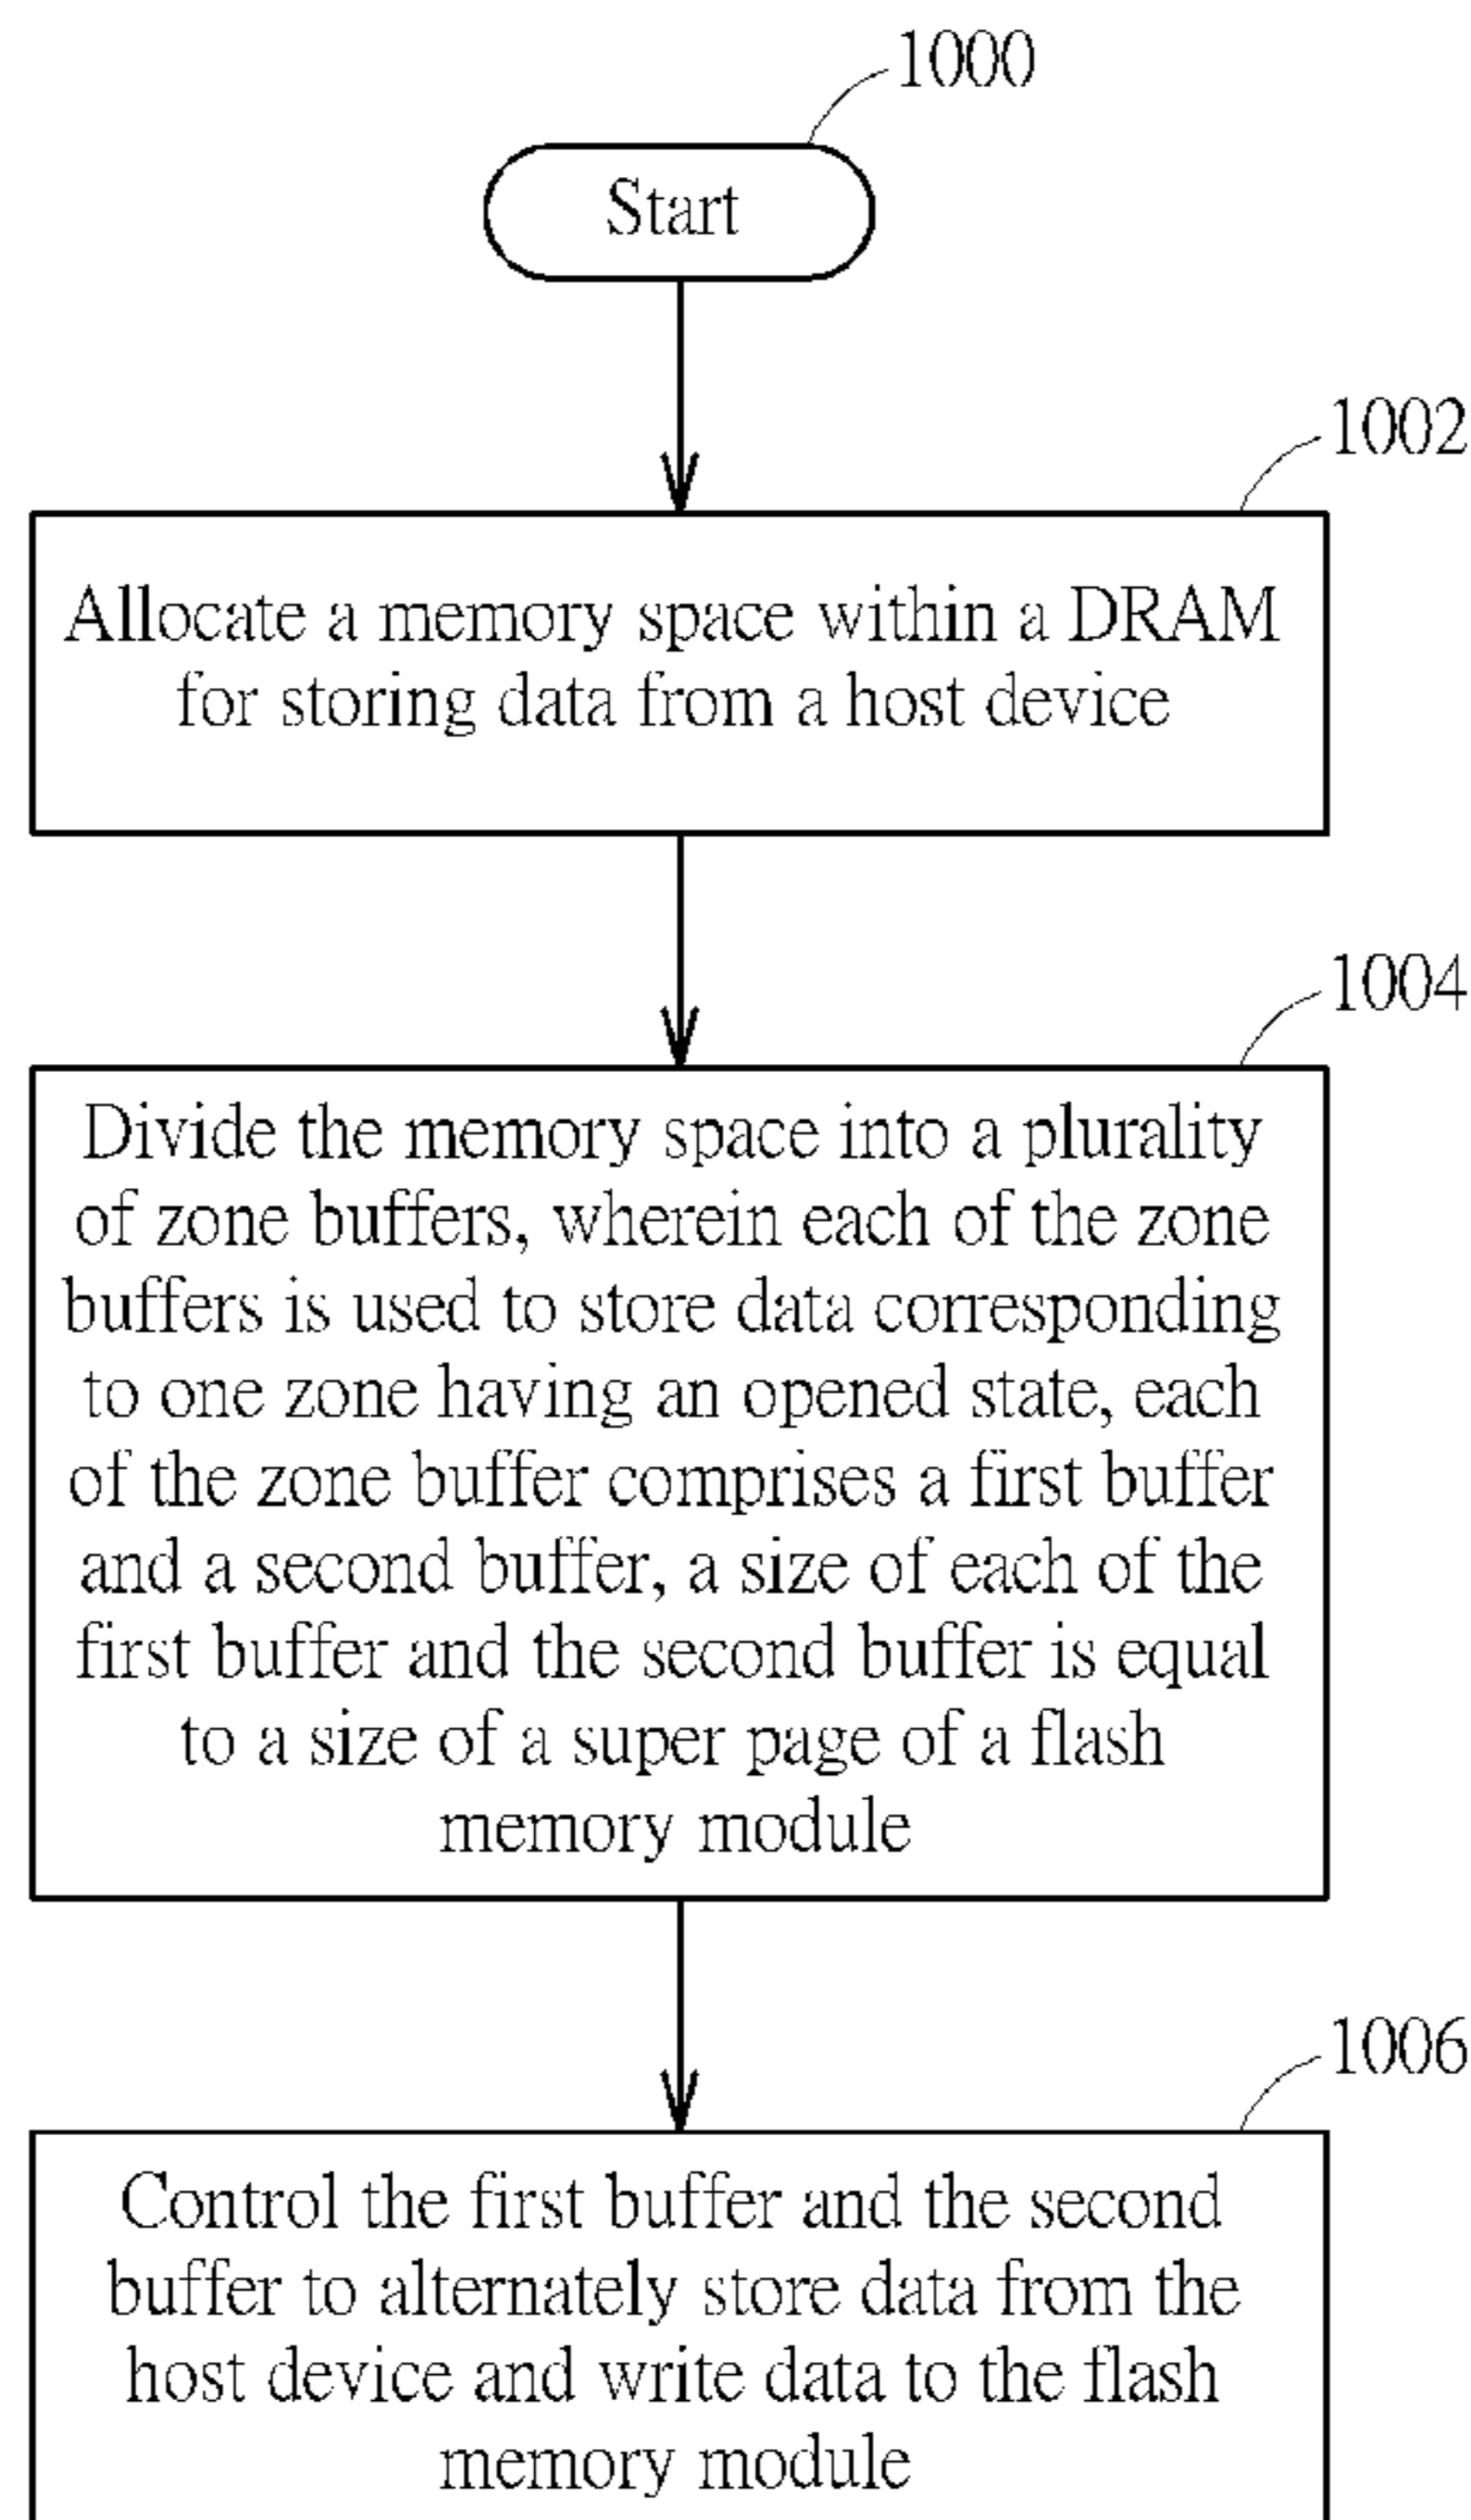 1000
Start
1002
Allocate a memory space within a DRAM
for storing data from a host device
1004
Divide the memory space into a plurality
of zone buffers, wherein each of the zone
buffers is used to store data corresponding
to one zone having an opened state, each
of the zone buffer comprises a first buffer
and a second buffer, a size of each of the
first buffer and the second buffer is equal
to a size of a super page of a flash
memory module
1006
Control the first buffer and the second
buffer to alternately store data from the
host device and write data to the flash
memory module